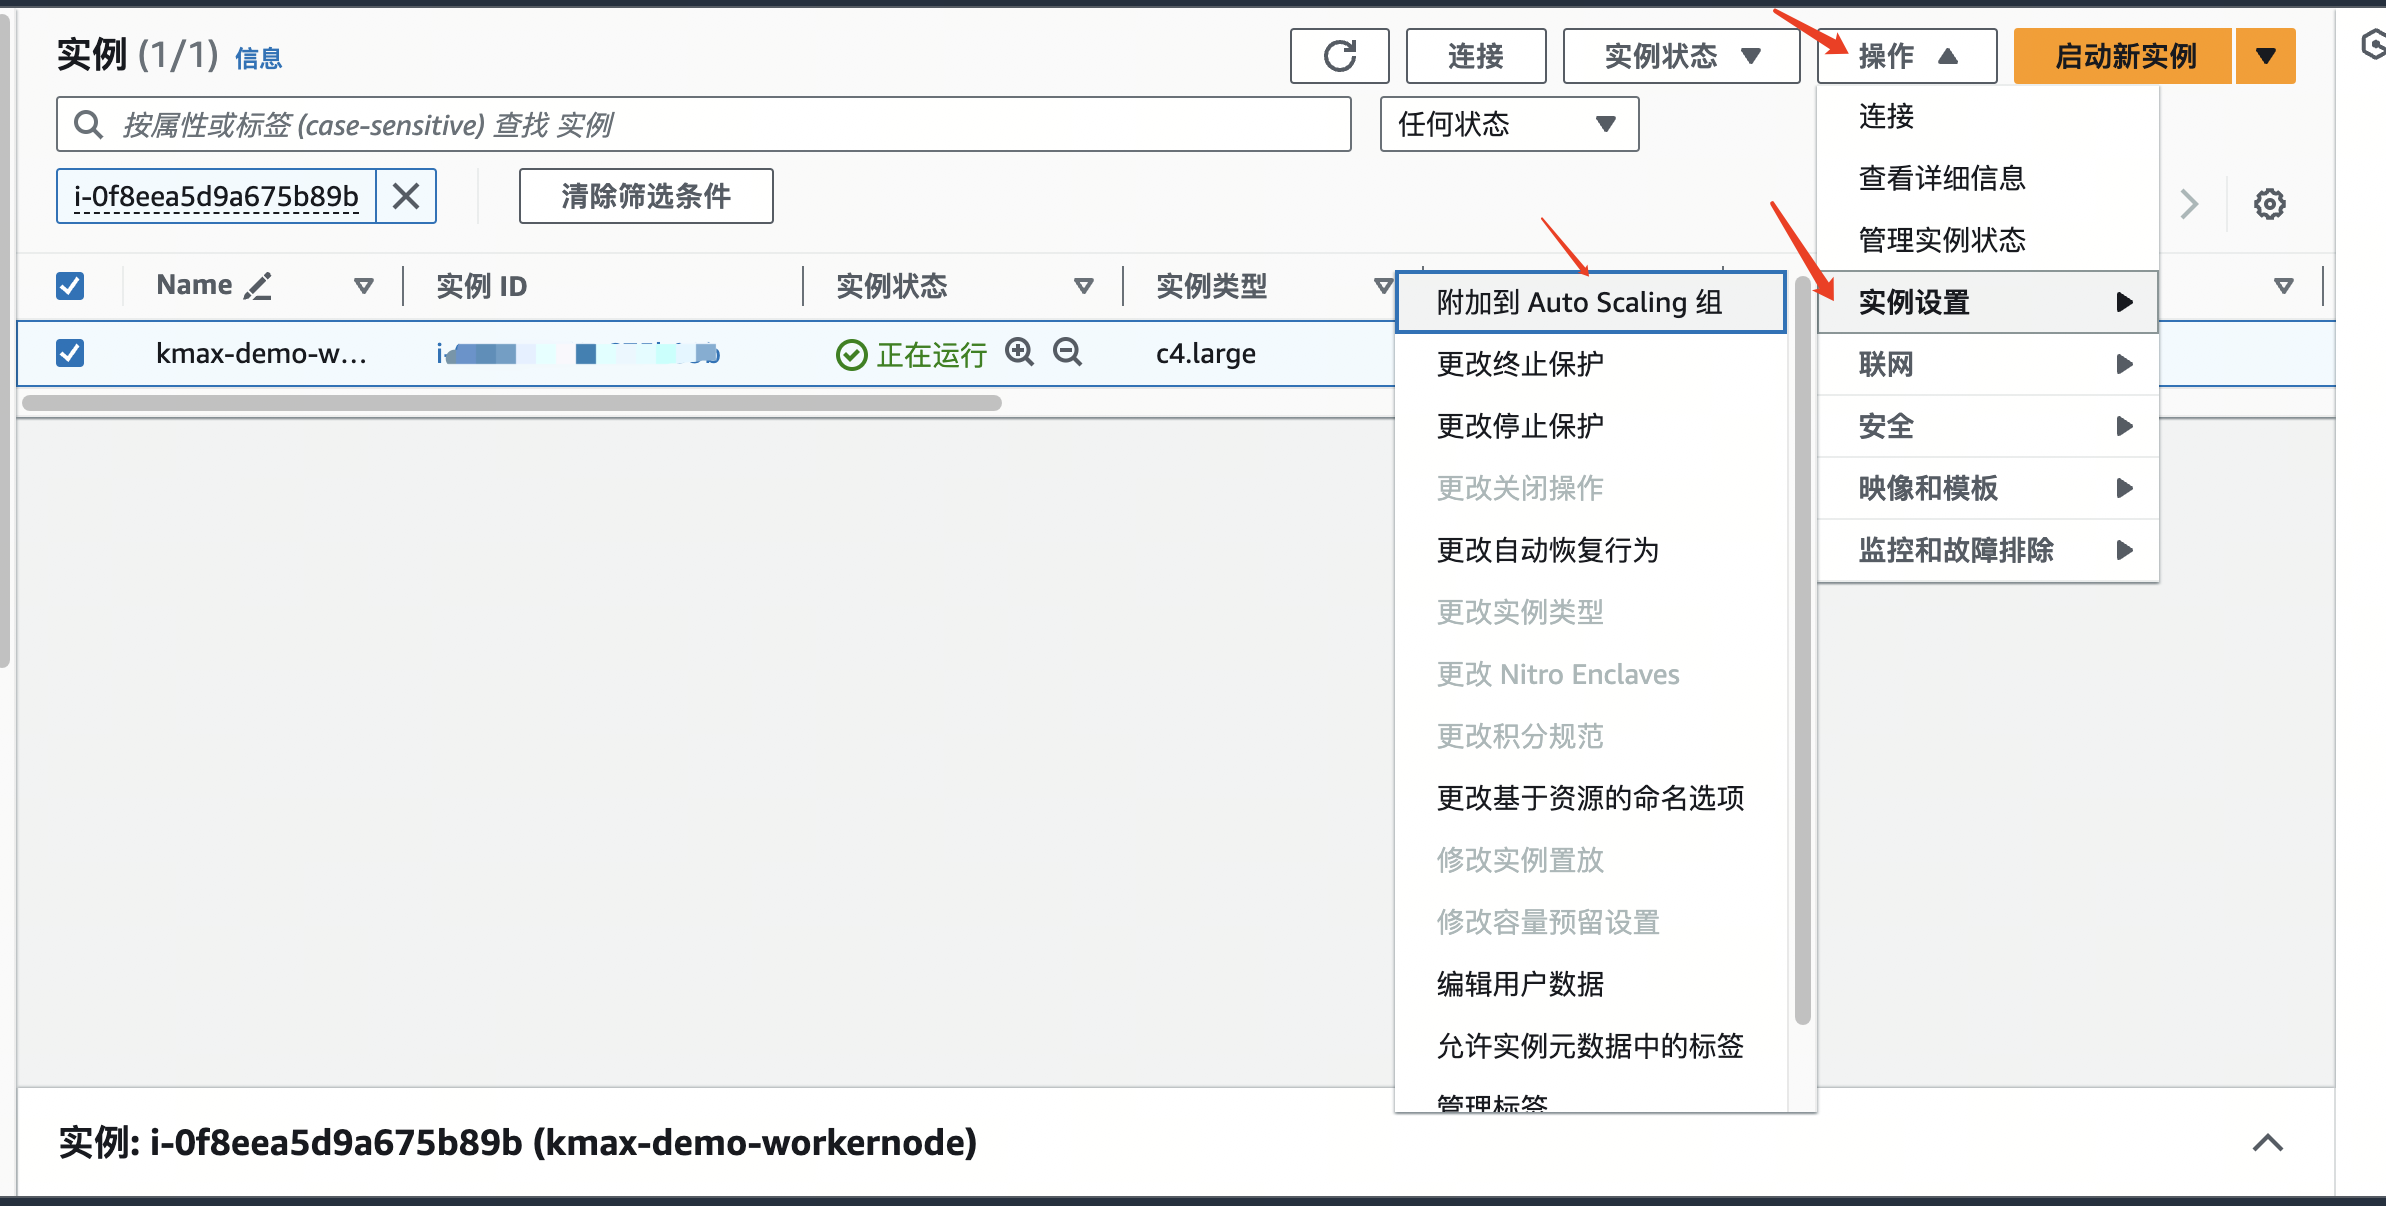 实例 (1/1) 信息
连接
实例状态
操作
启动新实例
按属性或标签 (case-sensitive) 查找 实例
任何状态
i-0f8eea5d9a675b89b
清除筛选条件
连接
查看详细信息
管理实例状态
实例设置
联网
安全
映像和模板
监控和故障排除
Name
实例 ID
实例状态
实例类型
kmax-demo-w...
正在运行
c4.large
附加到 Auto Scaling 组
更改终止保护
更改停止保护
更改关闭操作
更改自动恢复行为
更改实例类型
更改 Nitro Enclaves
更改积分规范
更改基于资源的命名选项
修改实例置放
修改容量预留设置
编辑用户数据
允许实例元数据中的标签
管理标签
实例: i-0f8eea5d9a675b89b (kmax-demo-workernode)